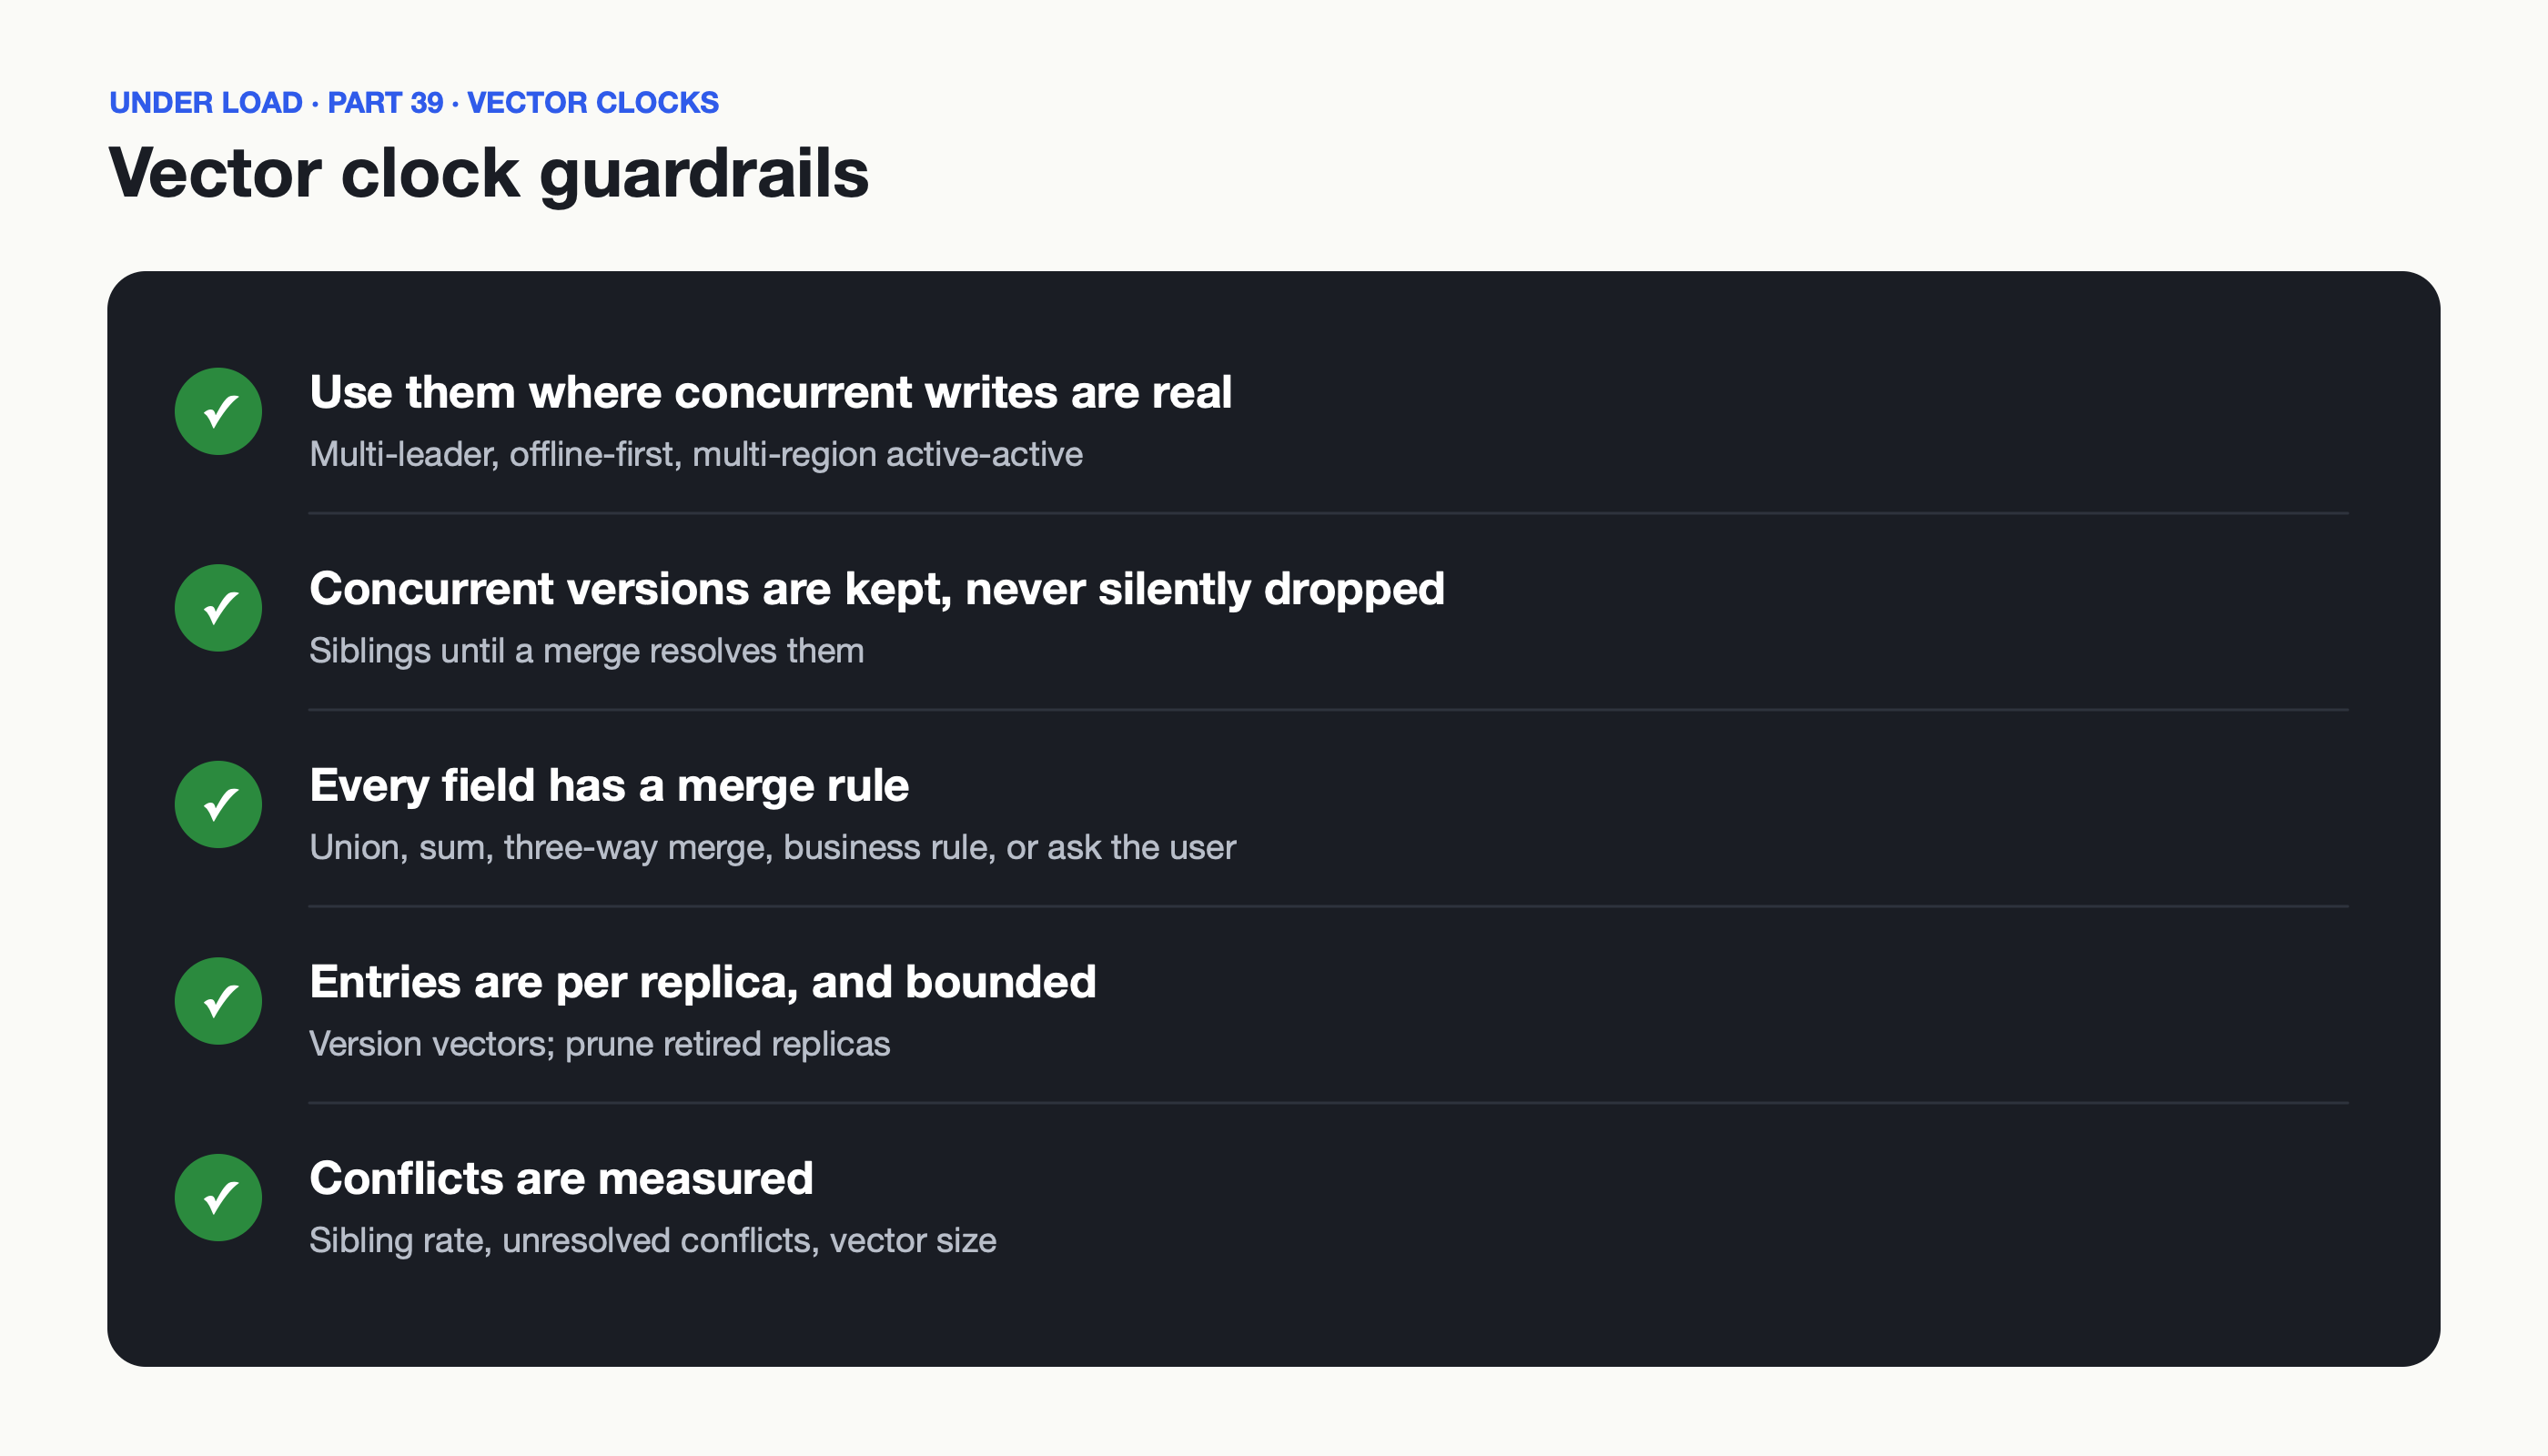 UNDER LOAD · PART 39 · VECTOR CLOCKS
Vector clock guardrails
Use them where concurrent writes are real
Multi-leader, offline-first, multi-region active-active
Concurrent versions are kept, never silently dropped
Siblings until a merge resolves them
Every field has a merge rule
Union, sum, three-way merge, business rule, or ask the user
Entries are per replica, and bounded
Version vectors; prune retired replicas
Conflicts are measured
Sibling rate, unresolved conflicts, vector size